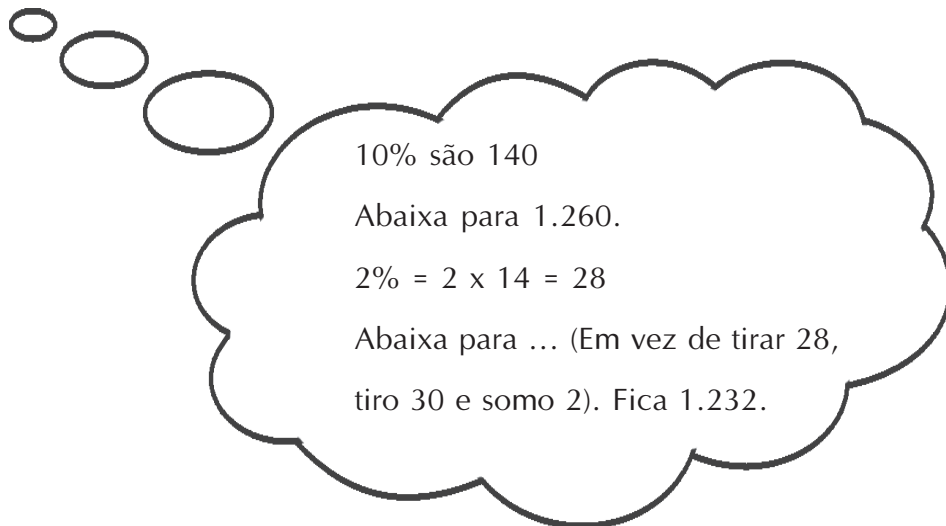 10% são 140
Abaixa para 1.260.
2% = 2 x 14 = 28
Abaixa para ... (Em vez de tirar 28,
tiro 30 e somo 2). Fica 1.232.